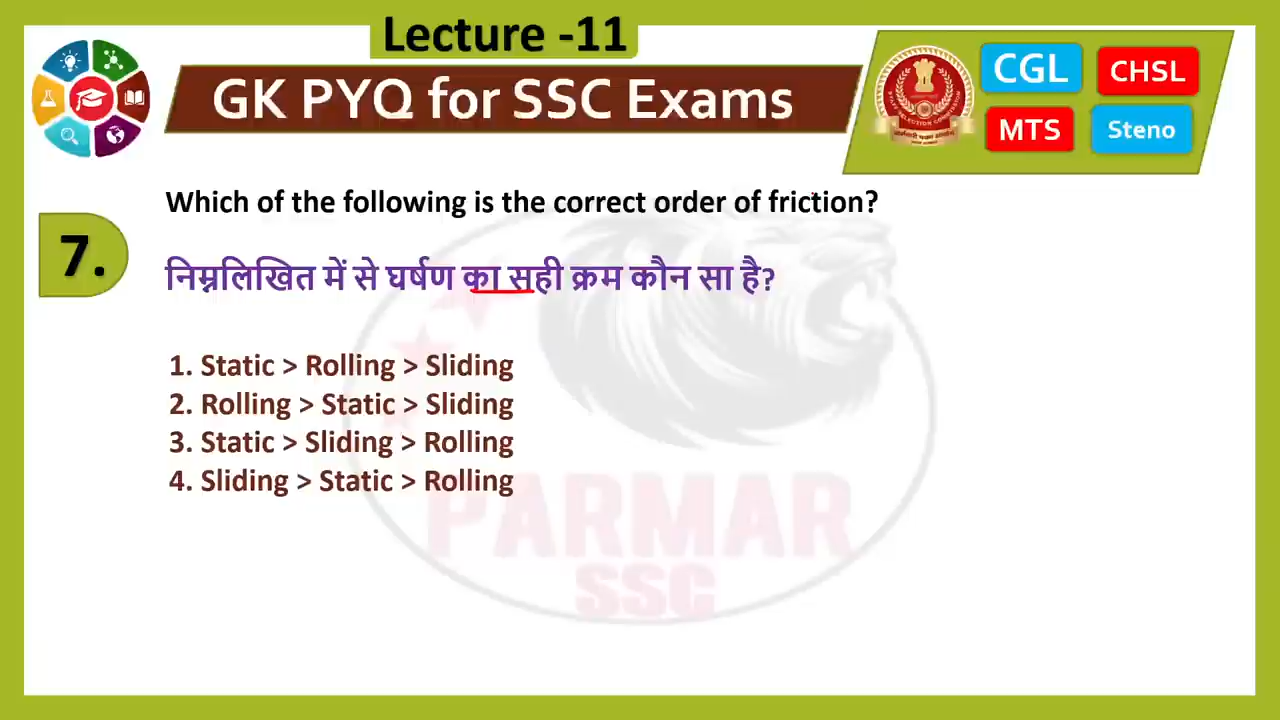 Lecture -11
GK PYQ for SSC Exams
CGL
CHSL
MTS
Steno
7.
Which of the following is the correct order of friction?
निम्नलिखित में से घर्षण का सही क्रम कौन सा है?
1. Static > Rolling > Sliding
2. Rolling > Static > Sliding
3. Static > Sliding > Rolling
4. Sliding > Static > Rolling
PARMAR
SSC